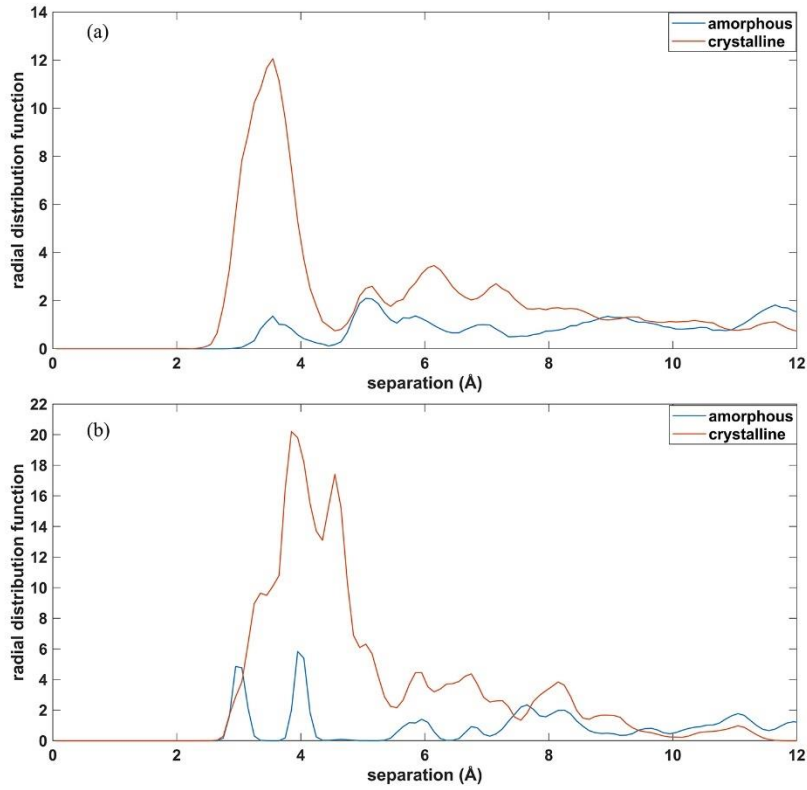 (a)
amorphous
crystalline
14
12
10
8
6
4
2
0
0 2 4 6 8 10 12
radial distribution function
separation (Å)
(b)
amorphous
crystalline
22
20
18
16
14
12
10
8
6
4
2
0
0 2 4 6 8 10 12
radial distribution function
separation (Å)